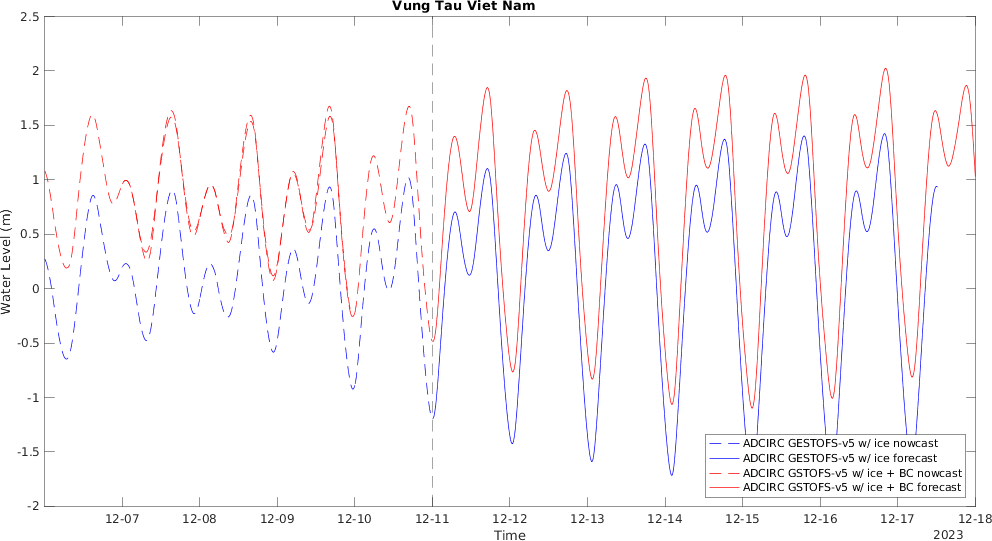 Vung Tau Viet Nam
2.5
2
1.5
1
0.5
0
-0.5
-1
-1.5
-2
Water Level (m)
ADCIRC GESTOFS-v5 w/ ice nowcast
ADCIRC GESTOFS-v5 w/ ice forecast
ADCIRC GSTOFS-v5 w/ ice + BC nowcast
ADCIRC GSTOFS-v5 w/ ice + BC forecast
12-07 12-08 12-09 12-10 12-11 12-12 12-13 12-14 12-15 12-16 12-17 12-18
Time
2023